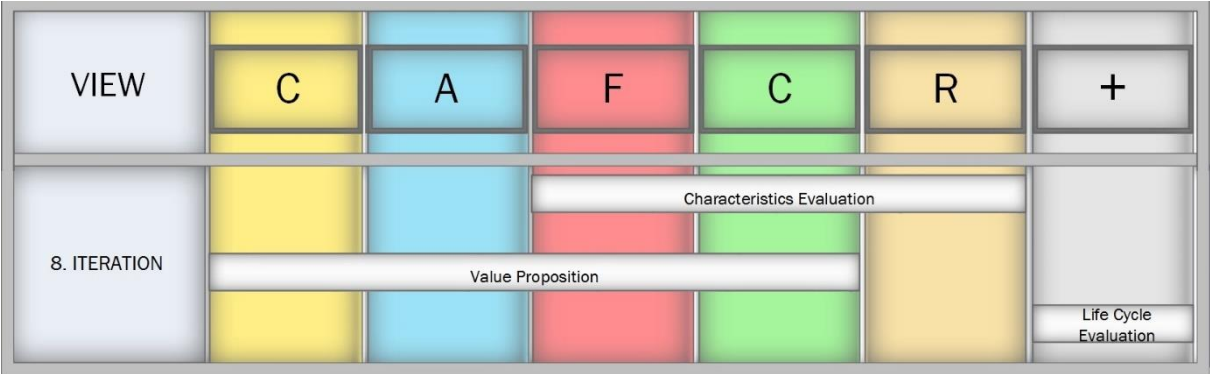 VIEW C A F C R +
Characteristics Evaluation
8. ITERATION
Value Proposition
Life Cycle
Evaluation